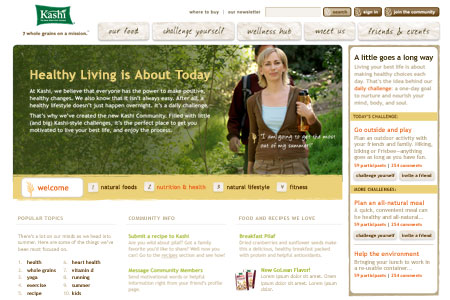 Kashi
7 whole grains on a mission.™
where to buy | our newsletter
search
sign in
join the community
our food
challenge yourself
wellness hub
meet us
friends & events
Healthy Living is About Today
At Kashi, we believe that everyone has the power to make positive,
healthy changes. We also know that it isn't always easy. After all, a
healthy lifestyle doesn't just happen overnight. It's a daily challenge.
That's why we've created the new Kashi Community. Filled with little
(and big) Kashi-style challenges, it's the perfect place to get you
motivated to live your best life, and enjoy the process.
"I am going to get the most
out of my summer"
welcome
1 natural foods
2 nutrition & health
3 natural lifestyle
4 fitness
A little goes a long way
Living your best life is about
making healthy choices each
day. That's the idea behind our
daily challenge: a one-day goal
to nurture and nourish your
mind, body, and soul.
TODAY'S CHALLENGE:
Go outside and play
Plan an outdoor activity with
your friends and family. Hiking,
biking or Frisbee—anything
gives as long as you have fun.
59 participants | 254 comments
challenge yourself
invite a friend
MORE CHALLENGES:
Plan an all-natural meal
A quick, convenient meal can
be healthy and all-natural...
59 participants | 254 comments
challenge yourself
invite a friend
Help the environment
Bringing your lunch to work in
a re-usable container...
59 participants | 254 comments
POPULAR TOPICS
There's a lot on our minds as we head into
summer. Here are some of the things we've
been most focused on.
1. health
2. whole grains
3. yoga
4. exercise
5. recipe
6. heart health
7. vitamin d
8. running
9. summer
10. kids
COMMUNITY INFO
Submit a recipe to Kashi
Are you wild about pilaf? Got a family
favorite you'd like to share? Well now you
can! Go to the recipes section and see how!
Message Community Members
Send motivational words or helpful
information right from your friend's profile
page.
FOOD AND RECIPES WE LOVE
Breakfast Pilaf
Dried cranberries and sunflower seeds make
this a delicious, healthy breakfast packed
with protein and helpful antioxidants.
New GoLean Flavor!
Lorem ipsum dolor sit amet.
Lorem ipsum dolor sit amet.